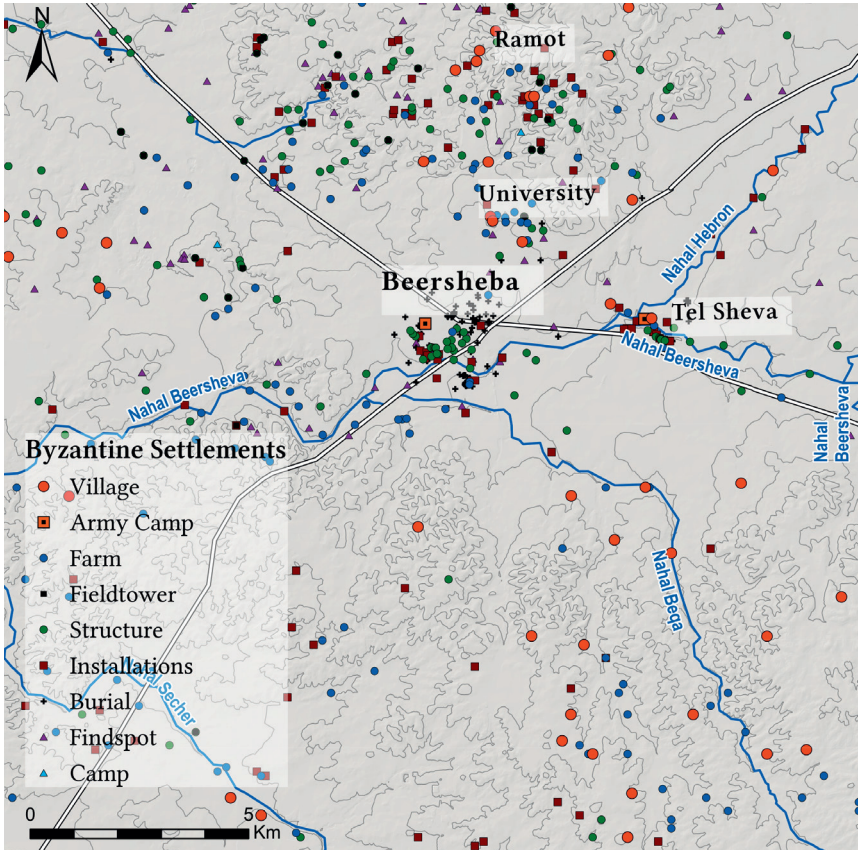 N
Ramot
University
Nahal Hebron
Beersheba
Tel Sheva
Nahal Beersheva
Nahal Beersheva
Nahal
Beersheva
Byzantine Settlements
Village
Army Camp
Farm
Fieldtower
Structure
Installations
Burial
Findspot
Camp
Nahal Beqa
Nahal Secher
0 5
Km